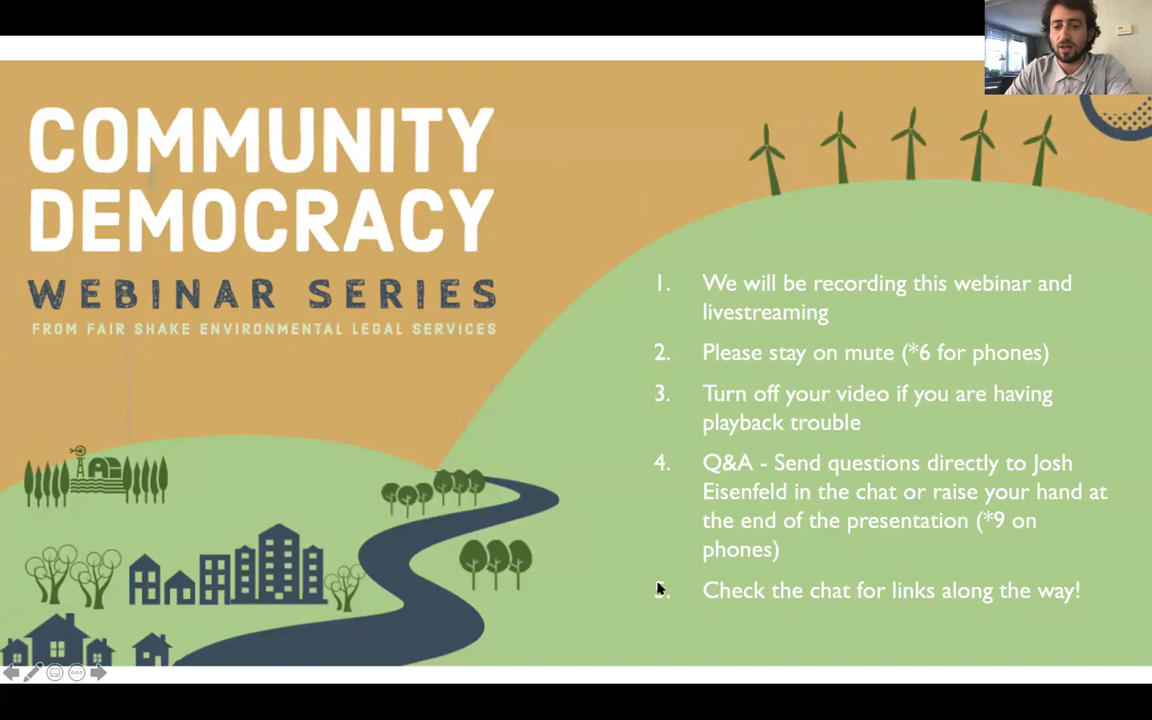 COMMUNITY
DEMOCRACY
WEBINAR SERIES
FROM FAIR SHAKE ENVIRONMENTAL LEGAL SERVICES
1. We will be recording this webinar and
livestreaming
2. Please stay on mute (*6 for phones)
3. Turn off your video if you are having
playback trouble
4. Q&A - Send questions directly to Josh
Eisenfeld in the chat or raise your hand at
the end of the presentation (*9 on
phones)
5. Check the chat for links along the way!